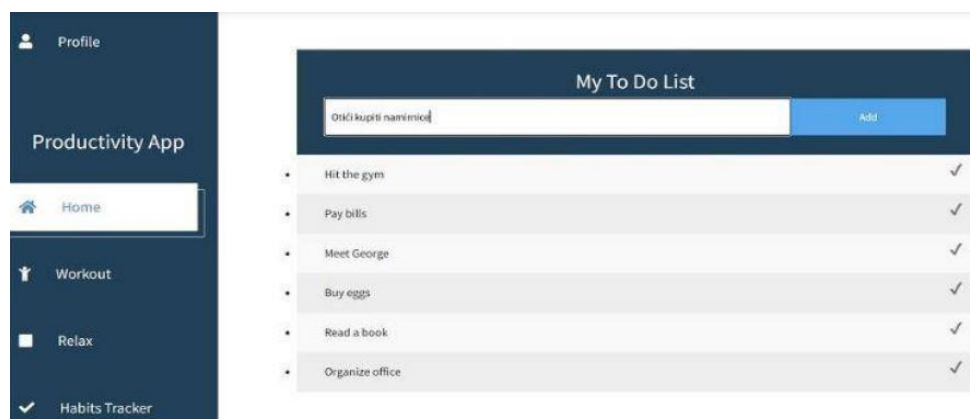 Profile
Productivity App
Home
Workout
Relax
Habits Tracker
My To Do List
Otići kupiti namirnice
Add
Hit the gym
Pay bills
Meet George
Buy eggs
Read a book
Organize office